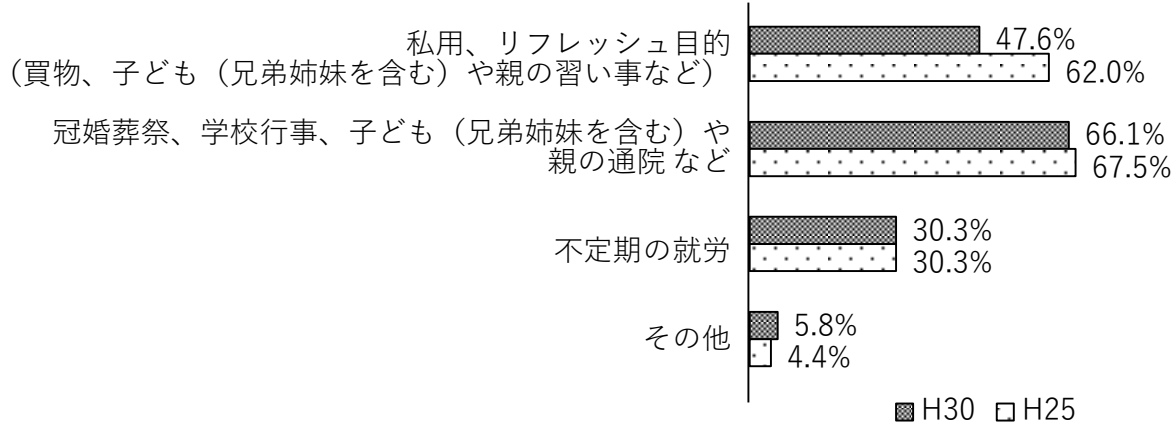 私用、リフレッシュ目的
47.6%
（買物、子ども（兄弟姉妹を含む）や親の習い事など）
62.0%
冠婚葬祭、学校行事、子ども（兄弟姉妹を含む）や
66.1%
親の通院 など
67.5%
不定期の就労
30.3%
30.3%
その他
5.8%
4.4%
H30 H25